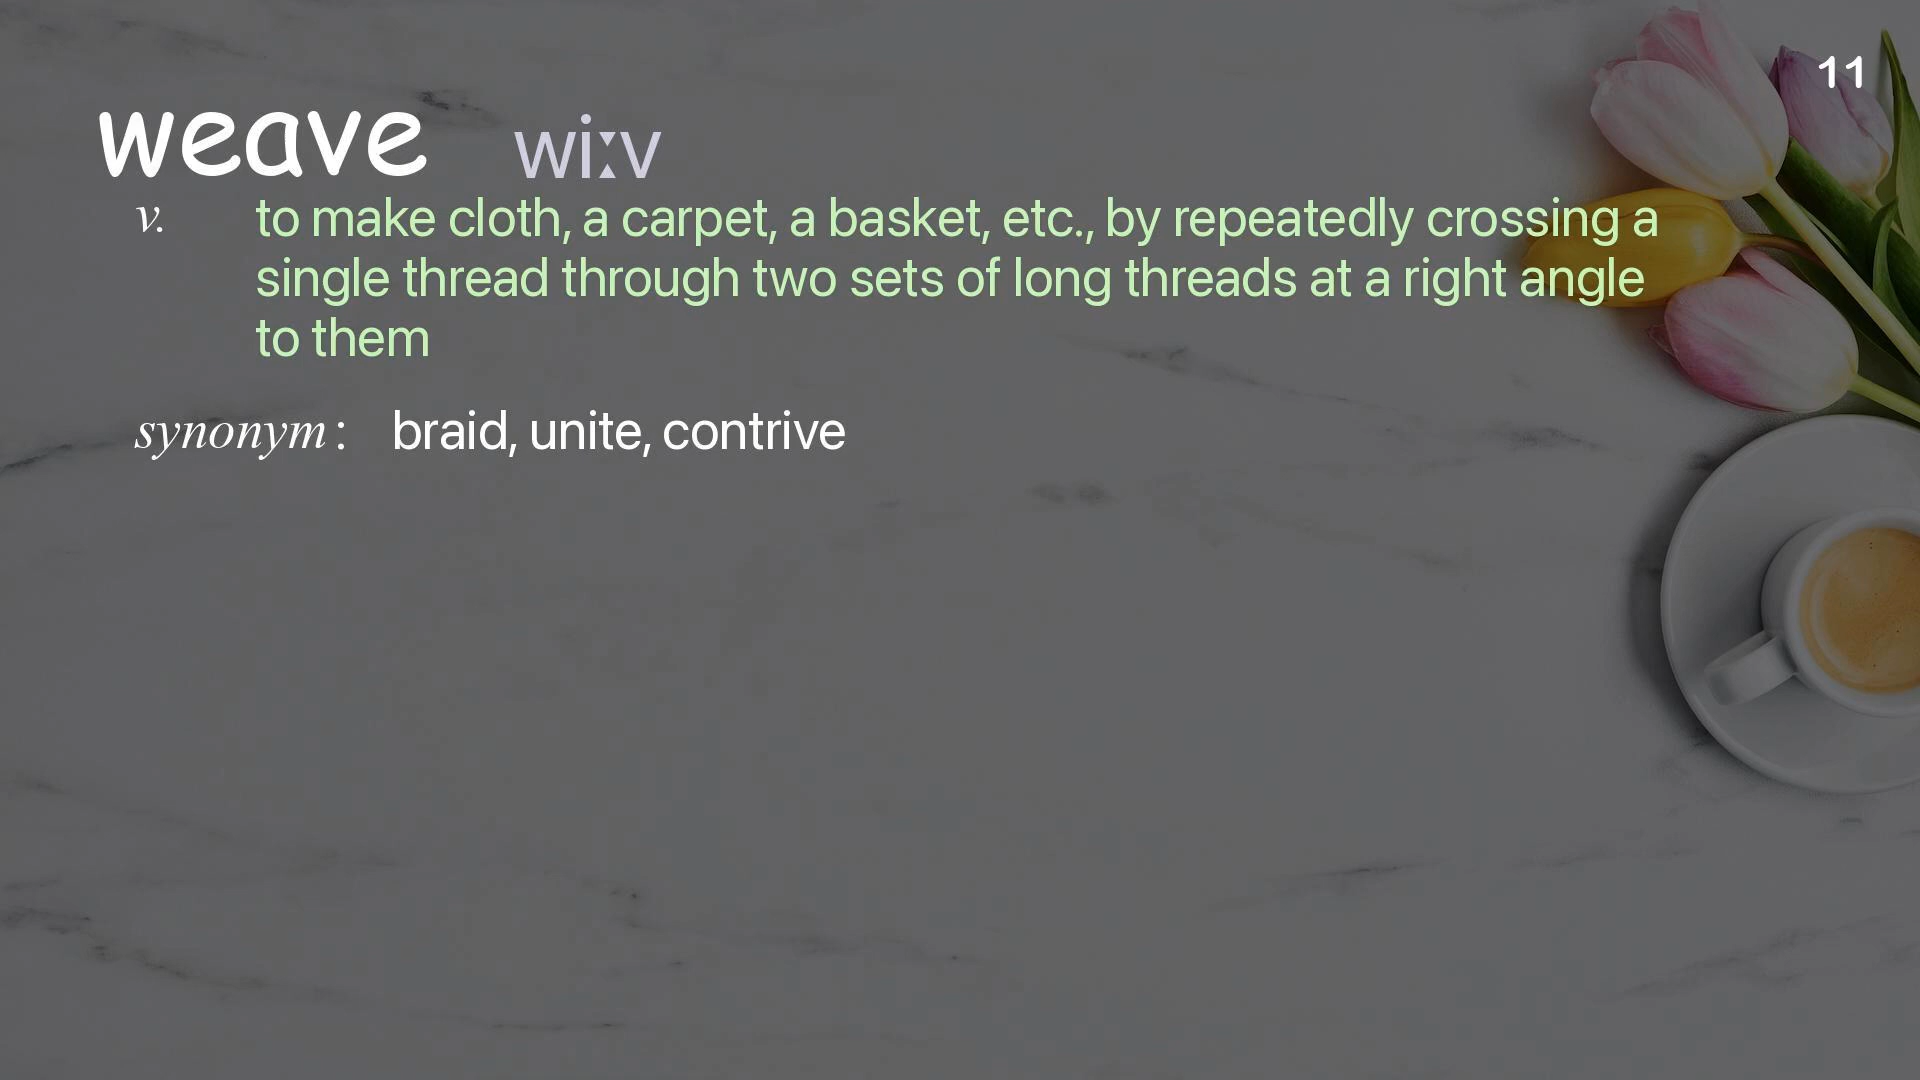 11
weave wiːv
v. to make cloth, a carpet, a basket, etc., by repeatedly crossing a
single thread through two sets of long threads at a right angle
to them
synonym: braid, unite, contrive